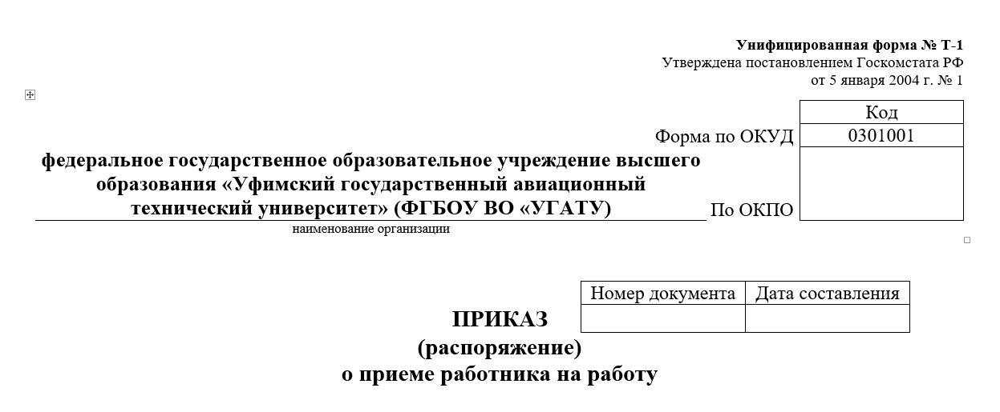 Унифицированная форма № Т-1
Утверждена постановлением Госкомстата РФ
от 5 января 2004 г. № 1
Код
Форма по ОКУД 0301001
федеральное государственное образовательное учреждение высшего
образования «Уфимский государственный авиационный
технический университет» (ФГБОУ ВО «УГАТУ) По ОКПО
наименование организации
Номер документа Дата составления
ПРИКАЗ
(распоряжение)
о приеме работника на работу